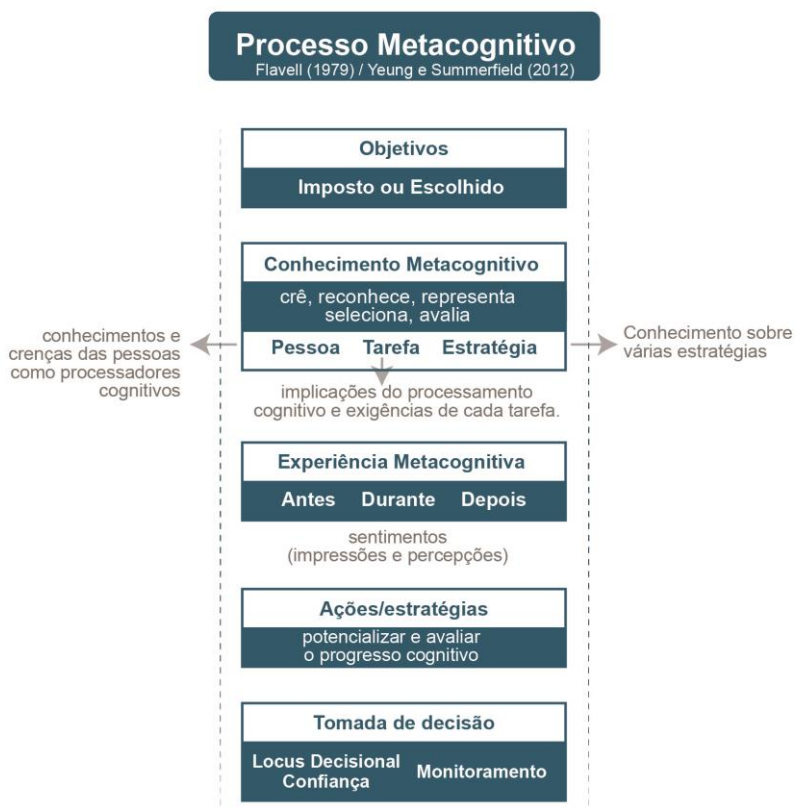 Processo Metacognitivo
Flavell (1979) / Yeung e Summerfield (2012)
Objetivos
Imposto ou Escolhido
Conhecimento Metacognitivo
crê, reconhece, representa
seleciona, avalia
Pessoa Tarefa Estratégia
conhecimentos e
crenças das pessoas
como processadores
cognitivos
Conhecimento sobre
várias estratégias
implicações do processamento
cognitivo e exigências de cada tarefa.
Experiência Metacognitiva
Antes Durante Depois
sentimentos
(impressões e percepções)
Ações/estratégias
potencializar e avaliar
o progresso cognitivo
Tomada de decisão
Locus Decisional
Confiança
Monitoramento